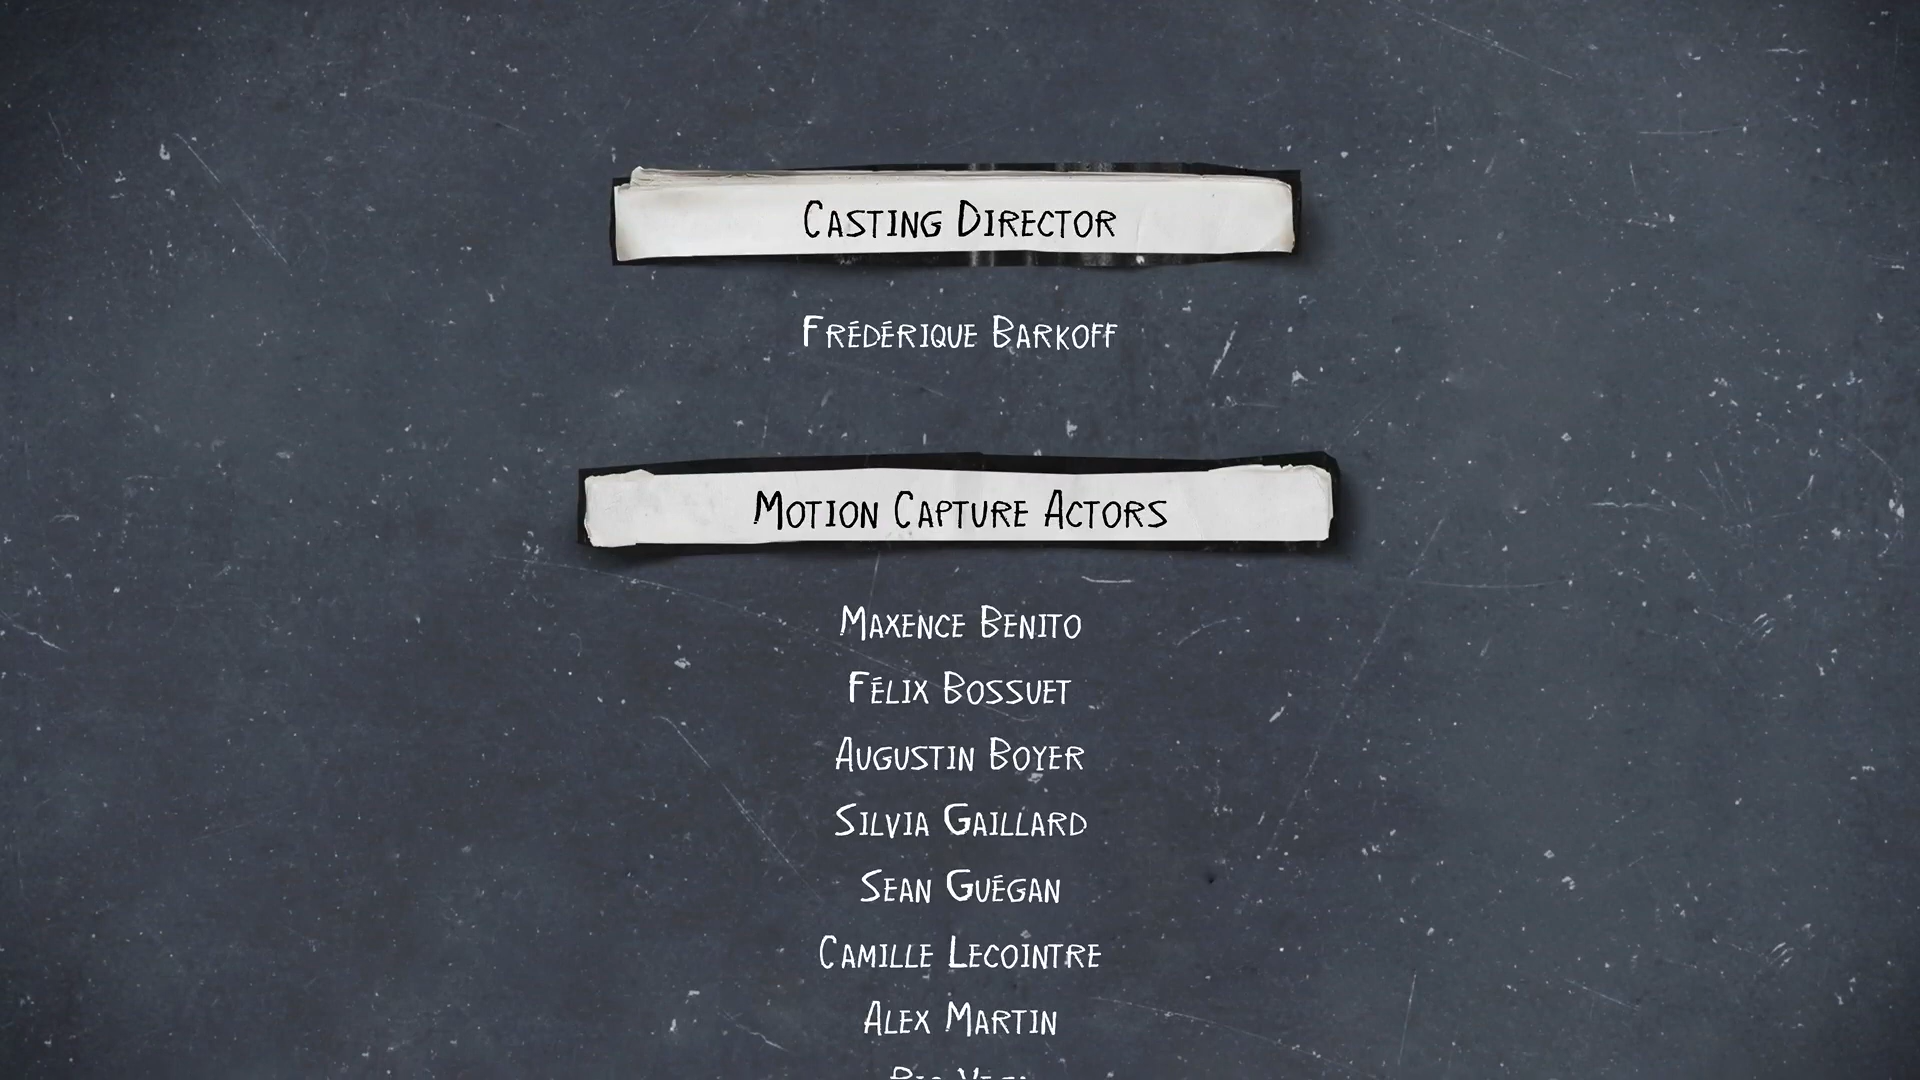 Casting Director
Frédérique Barkoff
Motion Capture Actors
Maxence Benito
Félix Bossuet
Augustin Boyer
Silvia Gaillard
Sean Guégan
Camille Lecointre
Alex Martin